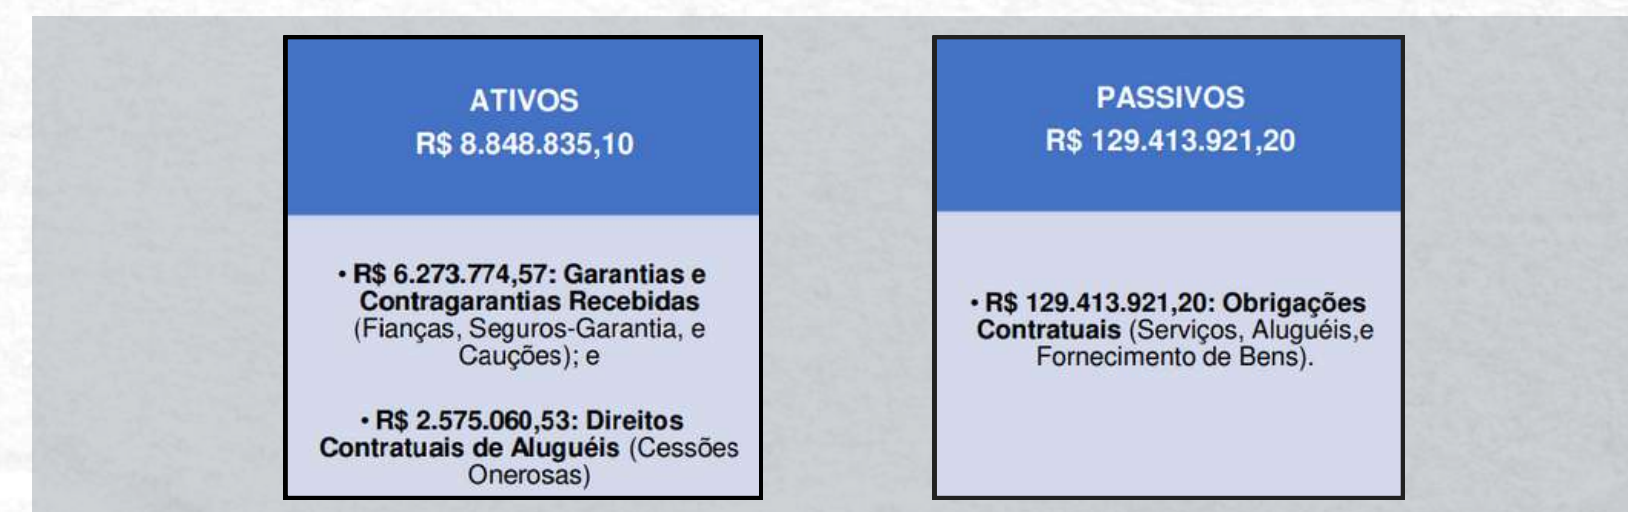 ATIVOS
R$ 8.848.835,10
• R$ 6.273.774,57: Garantias e
Contragarantias Recebidas
(Fianças, Seguros-Garantia, e
Cauções); e
• R$ 2.575.060,53: Direitos
Contratuais de Aluguéis (Cessões
Onerosas)
PASSIVOS
R$ 129.413.921,20
• R$ 129.413.921,20: Obrigações
Contratuais (Serviços, Aluguéis,e
Fornecimento de Bens).